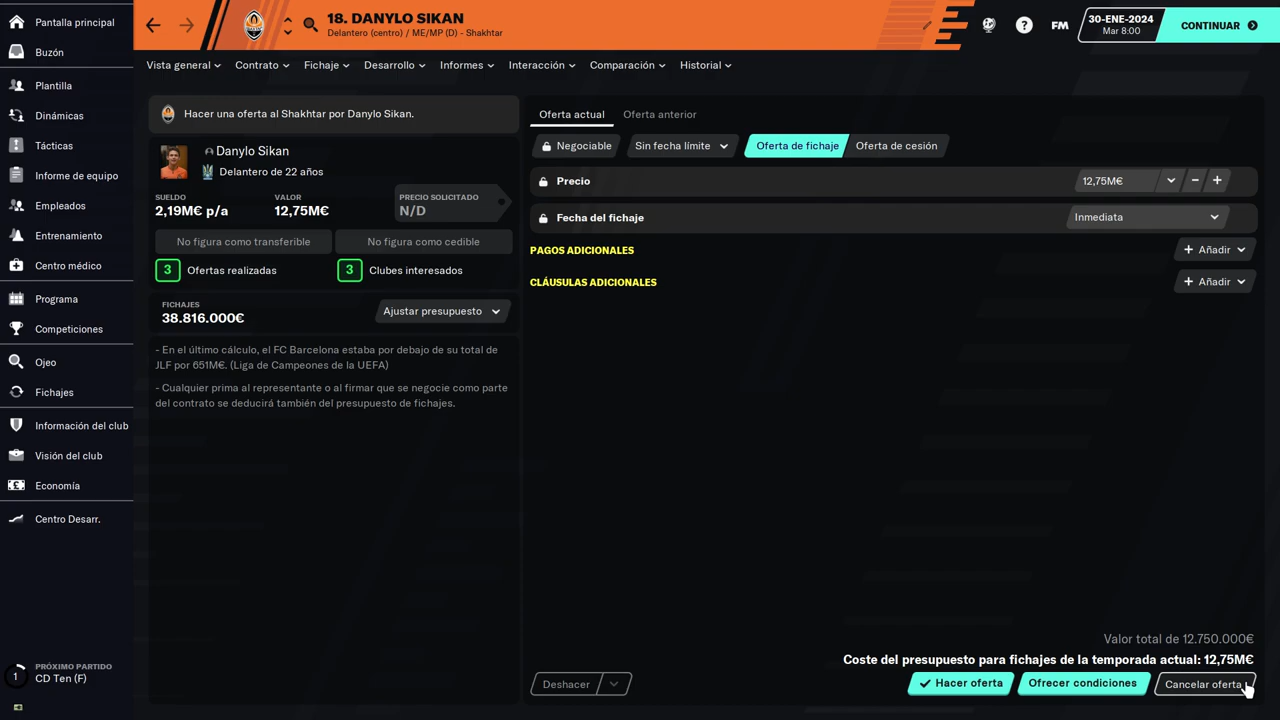 Pantalla principal
Buzón
Plantilla
Dinámicas
Tácticas
Informe de equipo
Empleados
Entrenamiento
Centro médico
Programa
Competiciones
Ojeo
Fichajes
Información del club
Visión del club
Economía
Centro Desarr.
1
PRÓXIMO PARTIDO
CD Ten (F)
18. DANYLO SIKAN
Delantero (centro) / ME/MP (D) - Shakhtar
?
FM
30-ENE-2024
Mar 8:00
CONTINUAR
Vista general
Contrato
Fichaje
Desarrollo
Informes
Interacción
Comparación
Historial
Hacer una oferta al Shakhtar por Danylo Sikan.
Danylo Sikan
Delantero de 22 años
SUELDO
2,19M€ p/a
VALOR
12,75M€
PRECIO SOLICITADO
N/D
No figura como transferible
No figura como cedible
3 Ofertas realizadas
3 Clubes interesados
FICHAJES
38.816.000€
Ajustar presupuesto
- En el último cálculo, el FC Barcelona estaba por debajo de su total de
JLF por 651M€. (Liga de Campeones de la UEFA)
- Cualquier prima al representante o al firmar que se negocie como parte
del contrato se deducirá también del presupuesto de fichajes.
Oferta actual
Oferta anterior
Negociable
Sin fecha límite
Oferta de fichaje
Oferta de cesión
Precio
12,75M€
- +
Fecha del fichaje
Inmediata
PAGOS ADICIONALES
+ Añadir
CLÁUSULAS ADICIONALES
+ Añadir
Valor total de 12.750.000€
Coste del presupuesto para fichajes de la temporada actual: 12,75M€
Deshacer
Hacer oferta
Ofrecer condiciones
Cancelar oferta